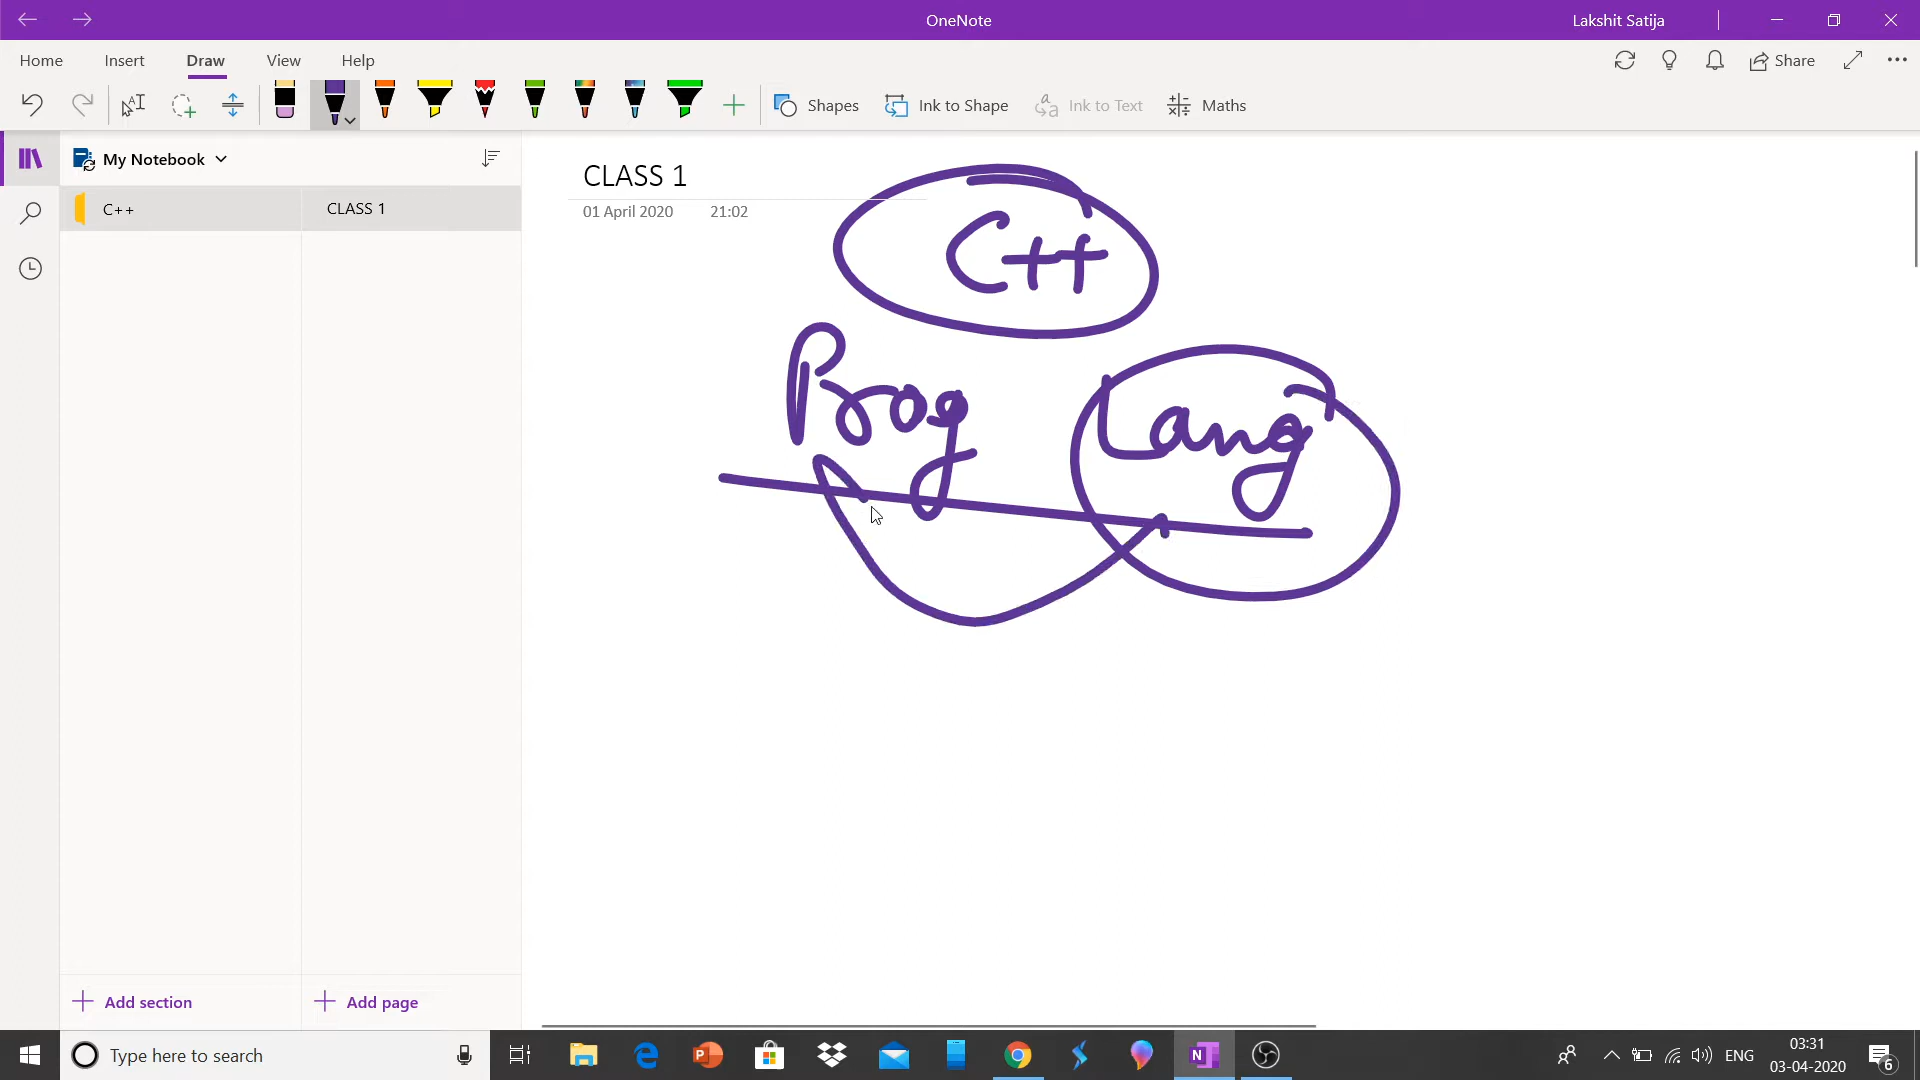 OneNote
Lakshit Satija
Home Insert Draw View Help
Share
Shapes Ink to Shape Ink to Text Maths
My Notebook
C++ CLASS 1
CLASS 1
01 April 2020 21:02
C++
Prog Lang
Add section Add page
Type here to search
ENG
03:31
03-04-2020
6